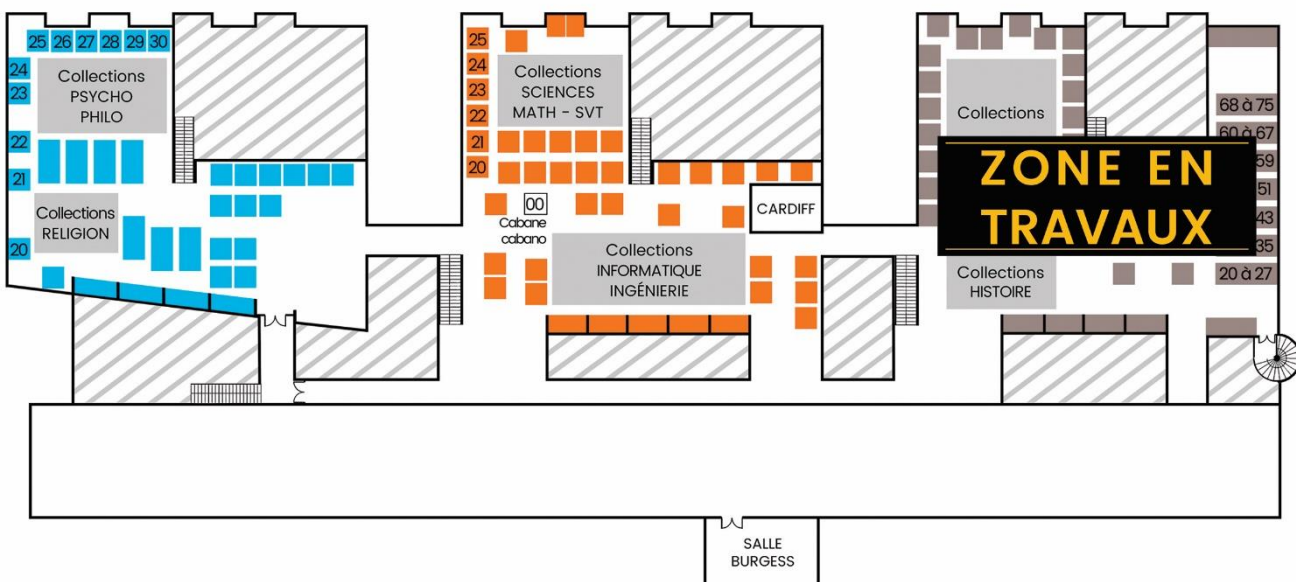 25 26 27 28 29 30
24
23
22
21
20
Collections
PSYCHO
PHILO
Collections
RELIGION
25
24
23
22
21
20
Collections
SCIENCES
MATH - SVT
00
Cabane
cabano
Collections
INFORMATIQUE
INGÉNIERIE
CARDIFF
Collections
ZONE EN
TRAVAUX
Collections
HISTOIRE
68 à 75
60 à 67
59
51
43
35
20 à 27
SALLE
BURGESS